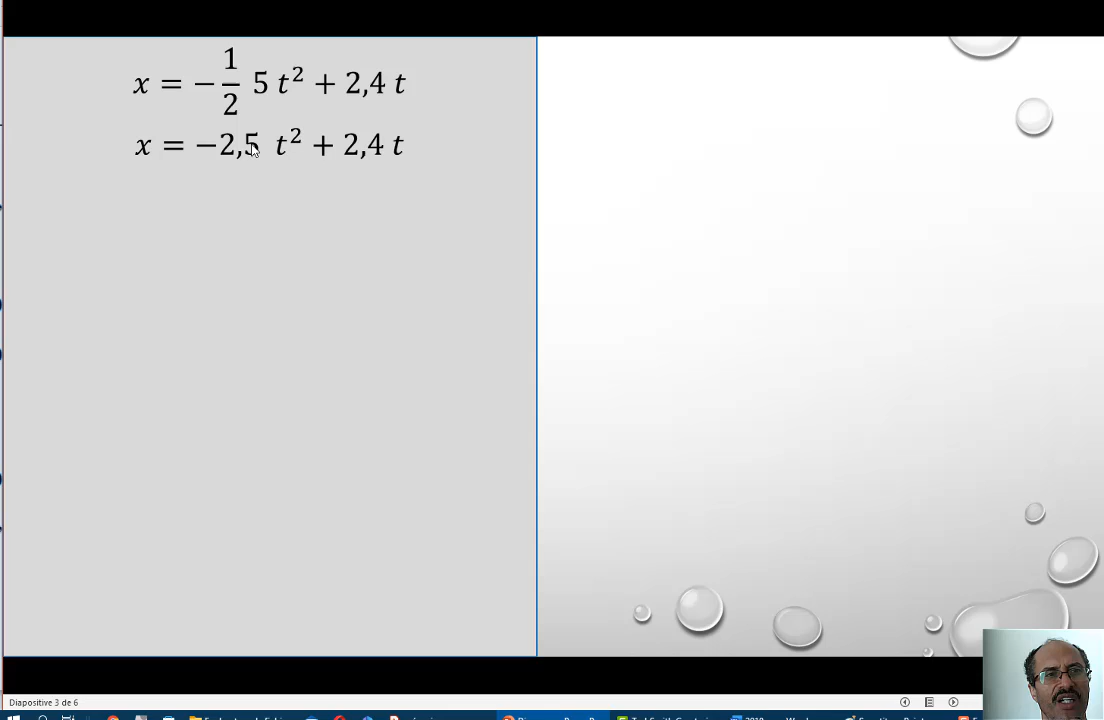 x = −1/2 5 t² + 2,4 t
x = −2,5 t² + 2,4 t
Diapositive 3 de 6